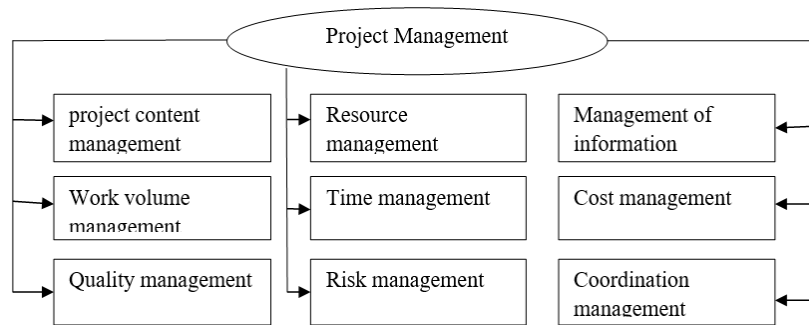 Project Management
project content
management
Resource
management
Management of
information
Work volume
management
Time management
Cost management
Quality management
Risk management
Coordination
management